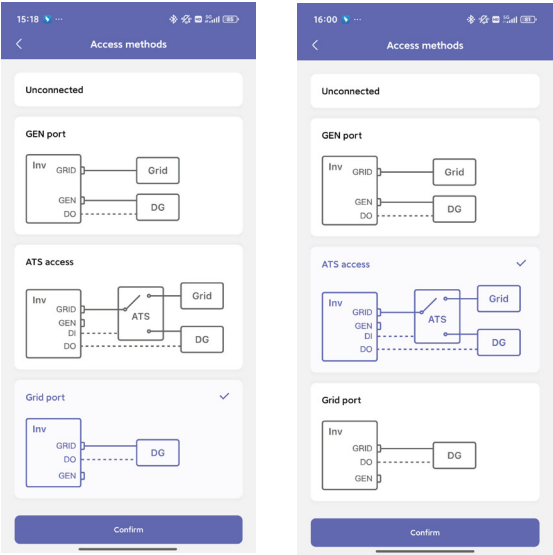 15:18 ... 5G 85
Access methods
Unconnected
GEN port
Inv
GRID
Grid
GEN
DG
DO
ATS access
Inv
GRID
Grid
ATS
GEN
DI
DG
DO
Grid port
Inv
GRID
DG
DO
GEN
Confirm
16:00 ... 5G
Access methods
Unconnected
GEN port
Inv
GRID
Grid
GEN
DG
DO
ATS access
Inv
GRID
Grid
ATS
GEN
DI
DG
DO
Grid port
Inv
GRID
DG
DO
GEN
Confirm